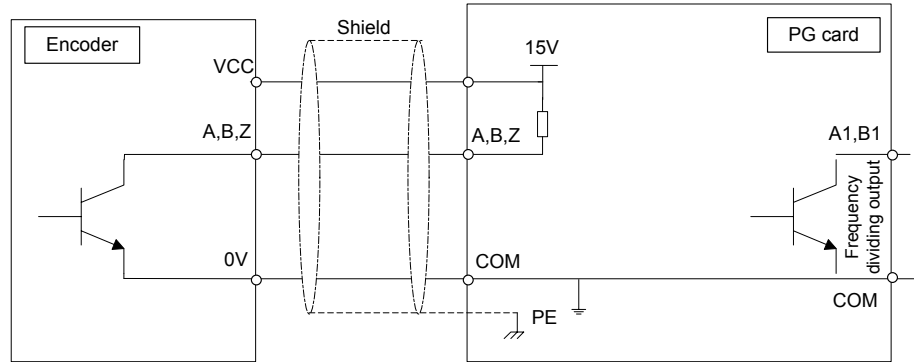 Encoder
Shield
PG card
VCC
15V
A,B,Z
A,B,Z
A1,B1
Frequency
dividing output
0V
COM
COM
PE